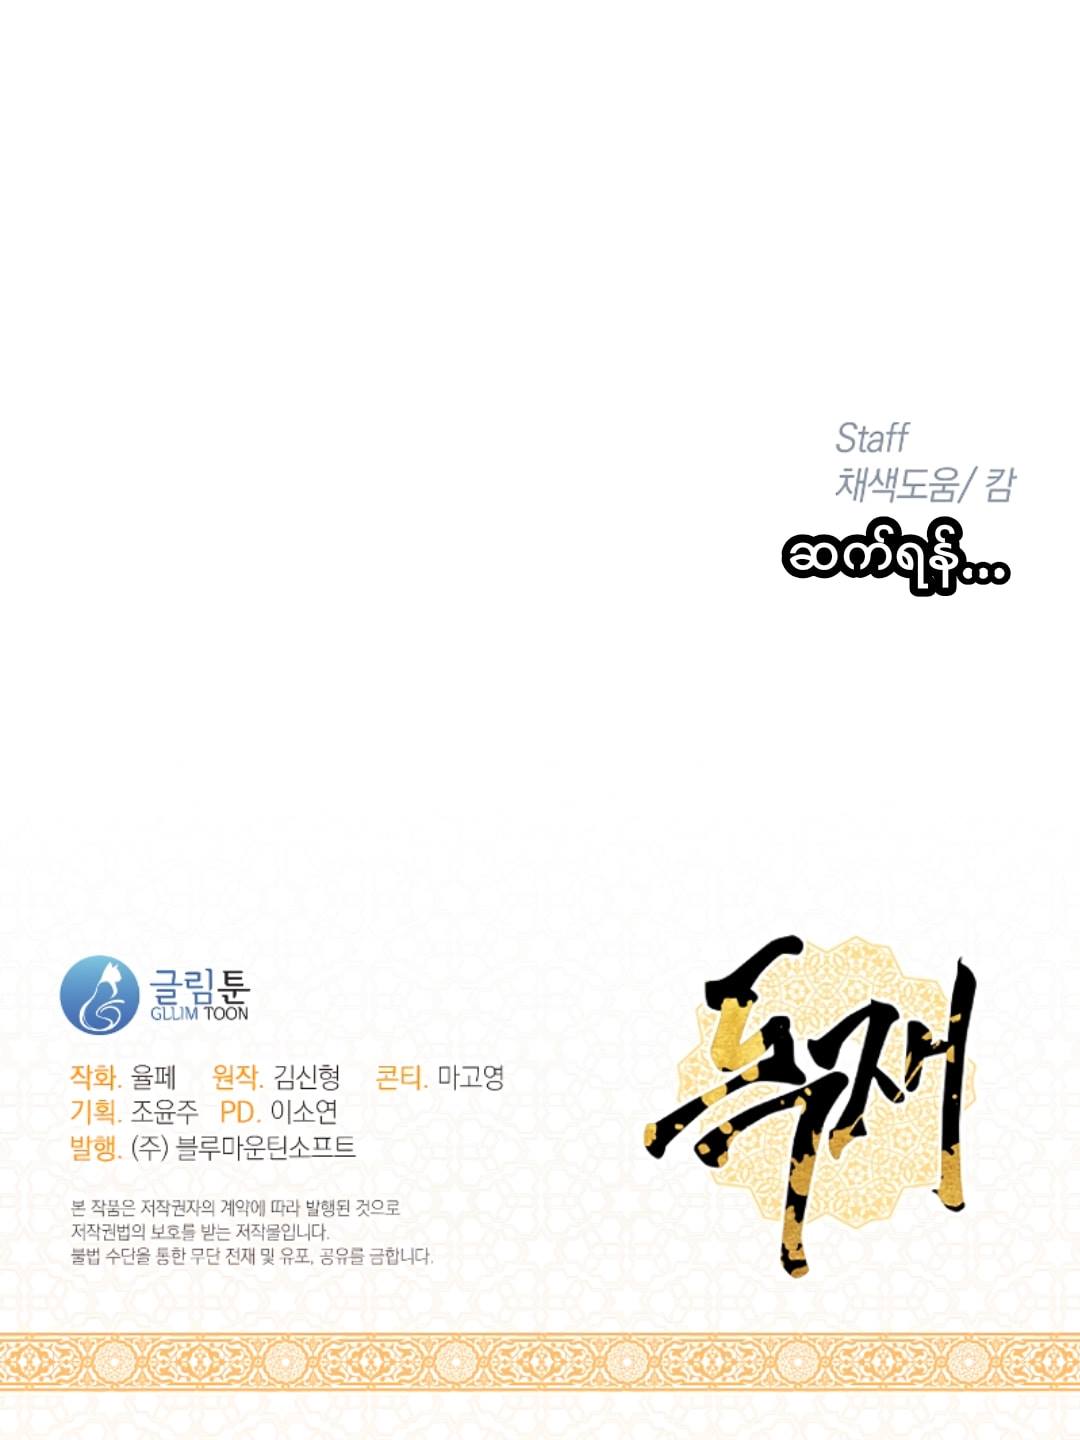 Staff
채색도움/ 캄
ဆက်ရန်...
글림툰
GLLIM TOON
작화. 율페 원작. 김신형 콘티. 마고영
기획. 조윤주 PD. 이소연
발행. (주) 블루마운틴소프트
본 작품은 저작권자의 계약에 따라 발행된 것으로
저작권법의 보호를 받는 저작물입니다.
불법 수단을 통한 무단 전재 및 유포, 공유를 금합니다.